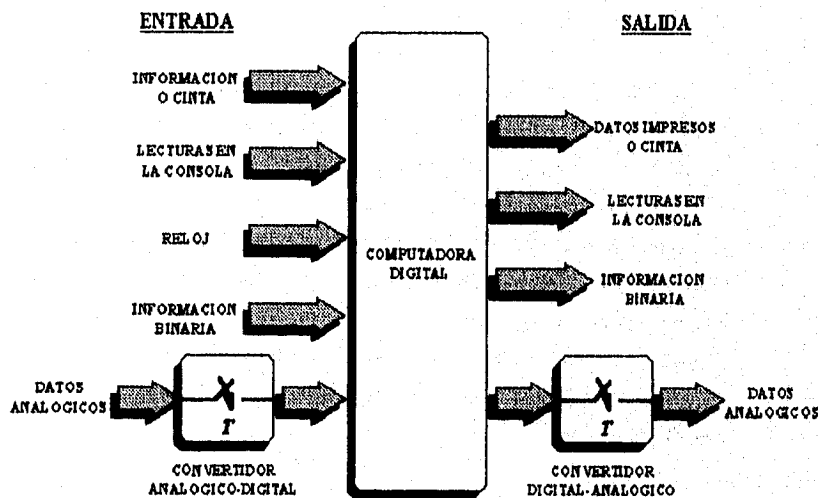 ENTRADA
SALIDA
INFORMACION
O CINTA
LECTURAS EN
LA CONSOLA
RELOJ
INFORMACION
BINARIA
DATOS
ANALOGICOS
T
CONVERTIDOR
ANALOGICO-DIGITAL
COMPUTADORA
DIGITAL
DATOS IMPRESOS
O CINTA
LECTURAS EN
LA CONSOLA
INFORMACION
BINARIA
T
CONVERTIDOR
DIGITAL-ANALOGICO
DATOS
ANALOGICOS